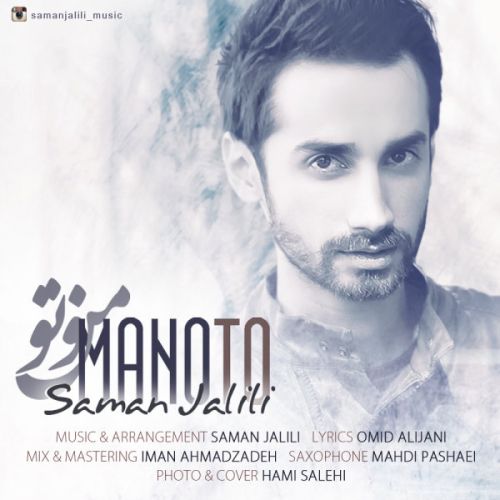 samanjalili_music
من و تو
MANOTO
Saman Jalili
MUSIC & ARRANGEMENT SAMAN JALILI LYRICS OMID ALIJANI
MIX & MASTERING IMAN AHMADZADEH SAXOPHONE MAHDI PASHAEI
PHOTO & COVER HAMI SALEHI